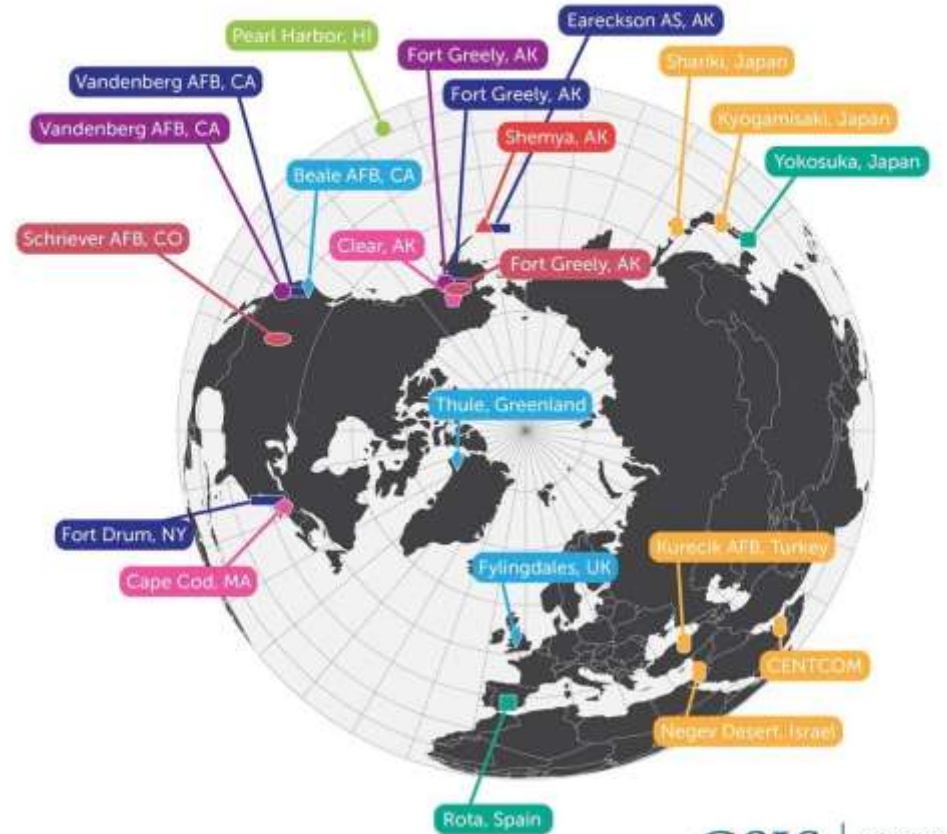 Eareckson AS, AK
Pearl Harbor, HI
Fort Greely, AK
Shariki, Japan
Vandenberg AFB, CA
Fort Greely, AK
Kyogamisaki, Japan
Vandenberg AFB, CA
Shemya, AK
Yokosuka, Japan
Beale AFB, CA
Schriever AFB, CO
Clear, AK
Fort Greely, AK
Thule, Greenland
Fort Drum, NY
Kurecik AFB, Turkey
Cape Cod, MA
Fylingdales, UK
CENTCOM
Negev Desert, Israel
Rota, Spain